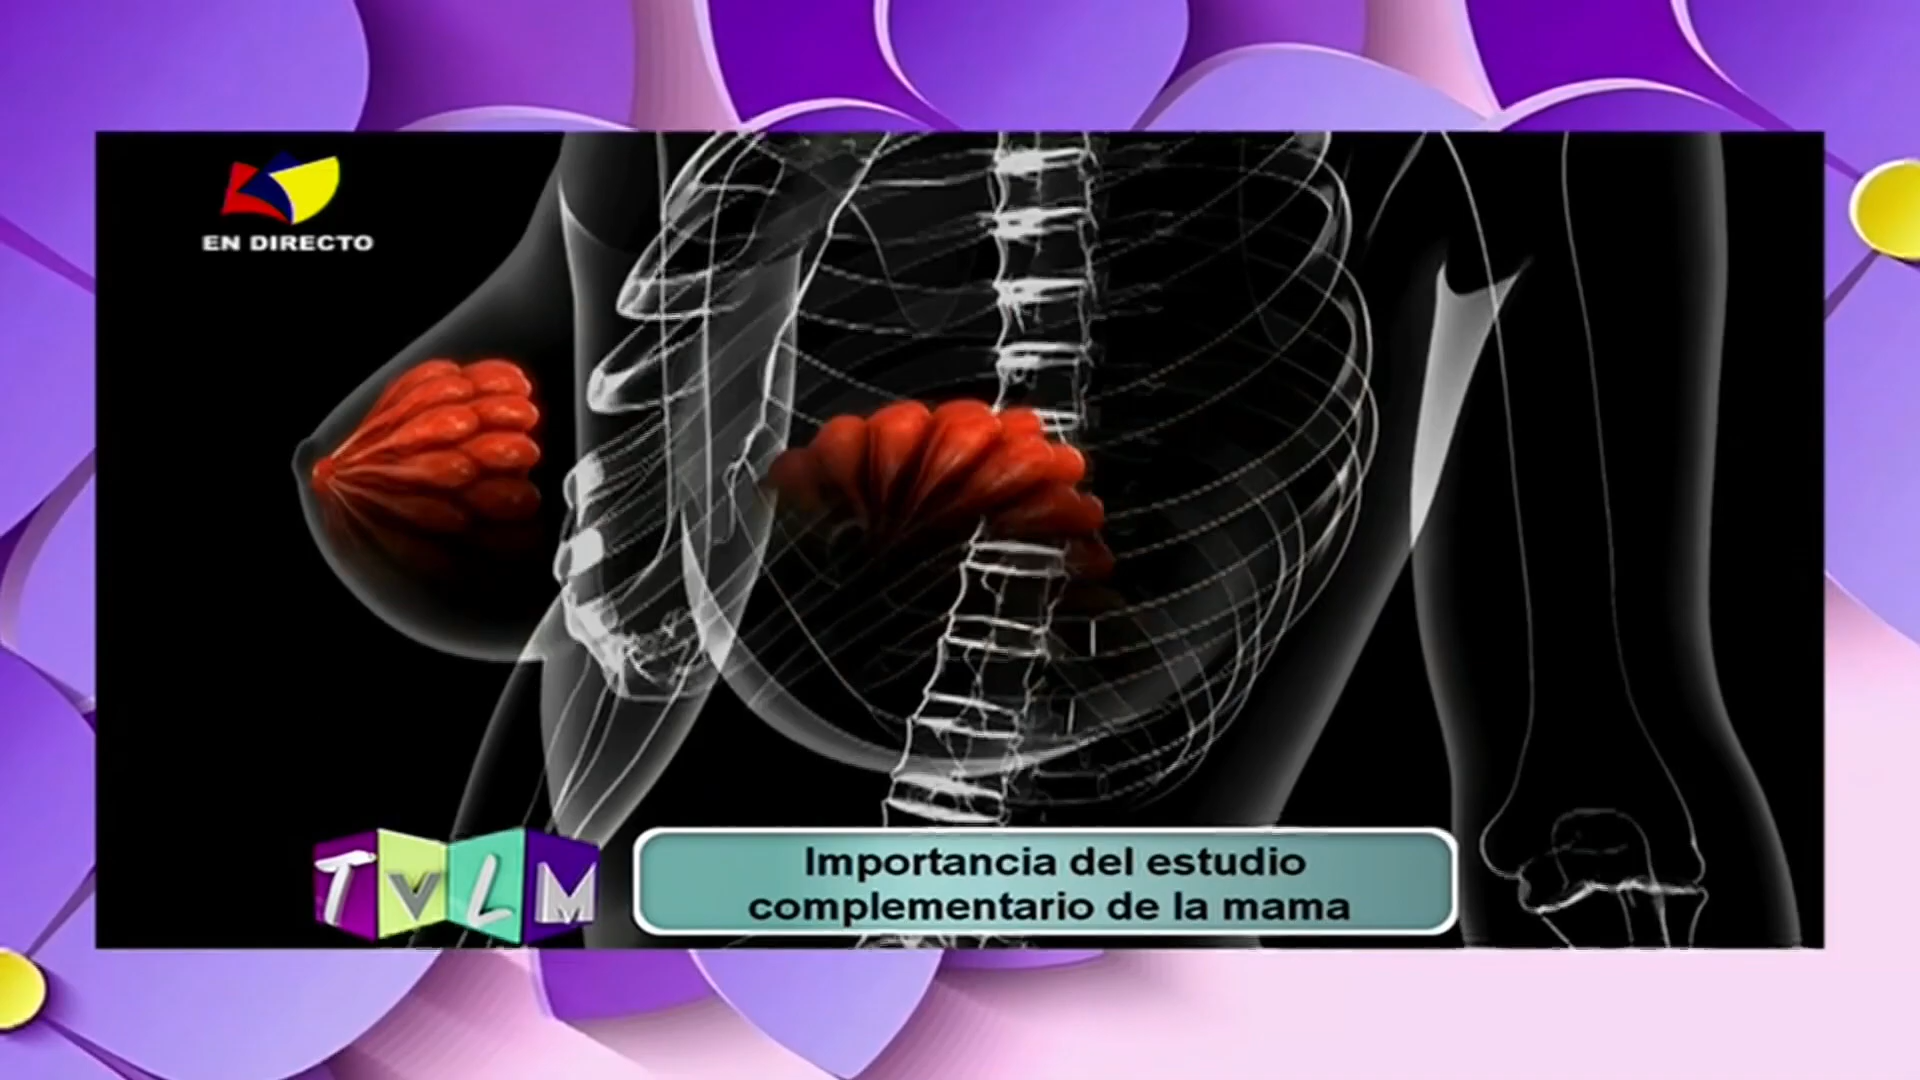 EN DIRECTO
TvLM
Importancia del estudio
complementario de la mama